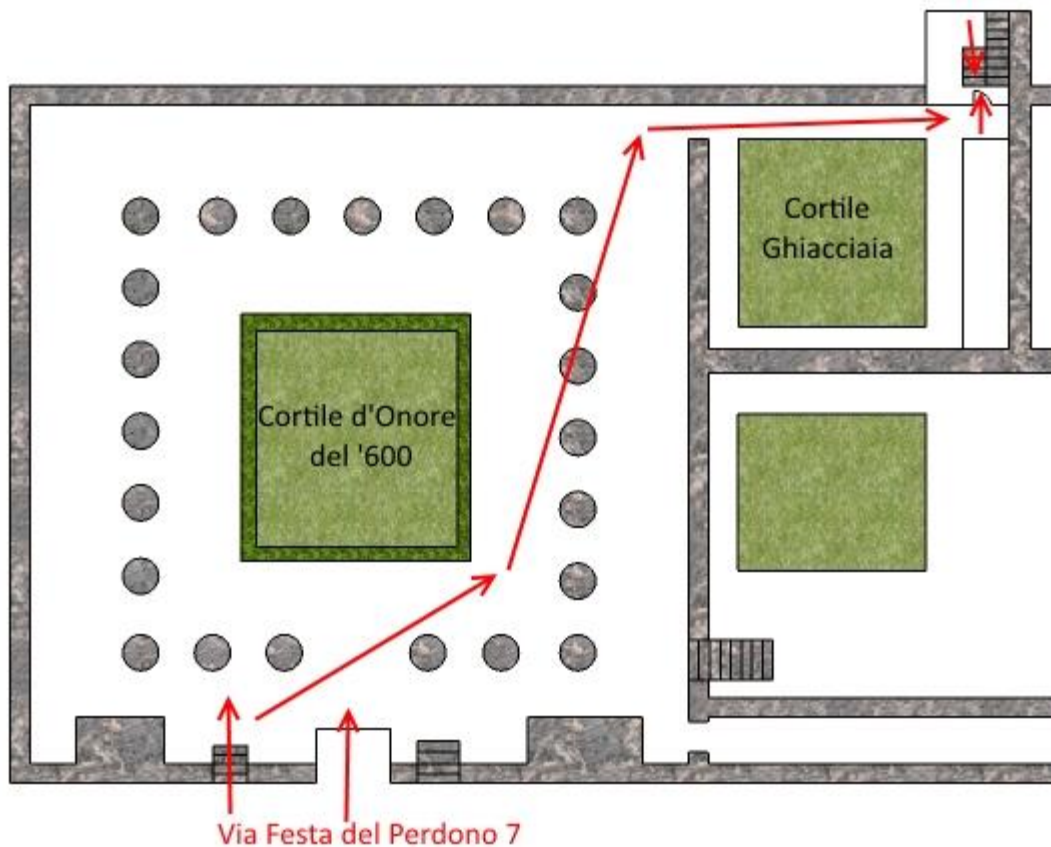 Cortile
Ghiacciaia
Cortile d'Onore
del '600
Via Festa del Perdono 7